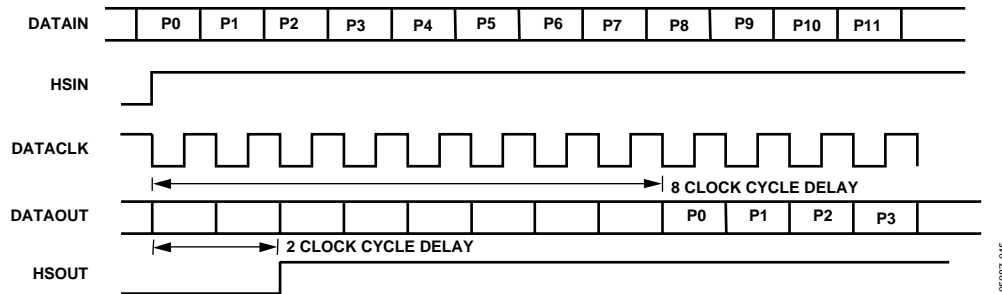 DATAIN P0 P1 P2 P3 P4 P5 P6 P7 P8 P9 P10 P11
HSIN
DATACLK
8 CLOCK CYCLE DELAY
DATAOUT P0 P1 P2 P3
2 CLOCK CYCLE DELAY
HSOUT